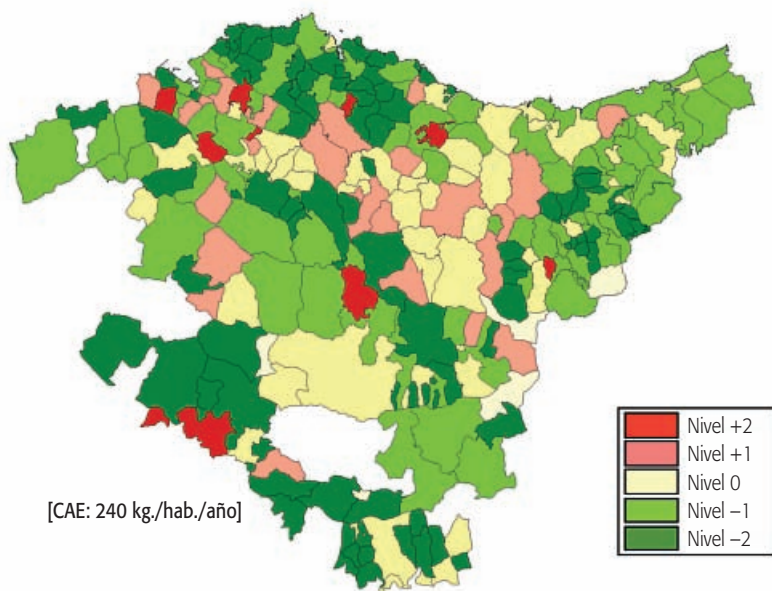 Nivel +2
Nivel +1
Nivel 0
Nivel –1
Nivel –2
[CAE: 240 kg./hab./año]